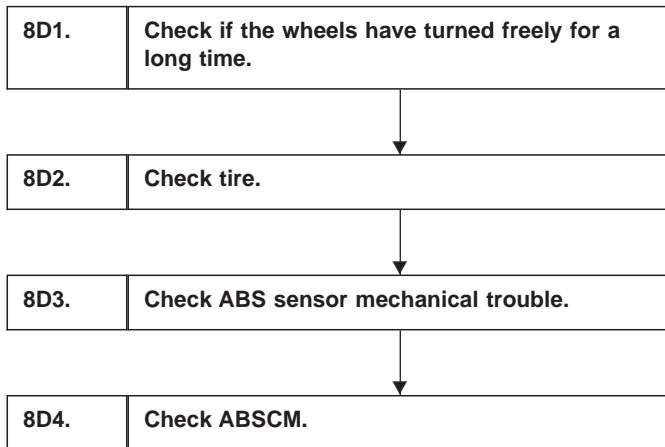 8D1. Check if the wheels have turned freely for a
long time.
8D2. Check tire.
8D3. Check ABS sensor mechanical trouble.
8D4. Check ABSCM.